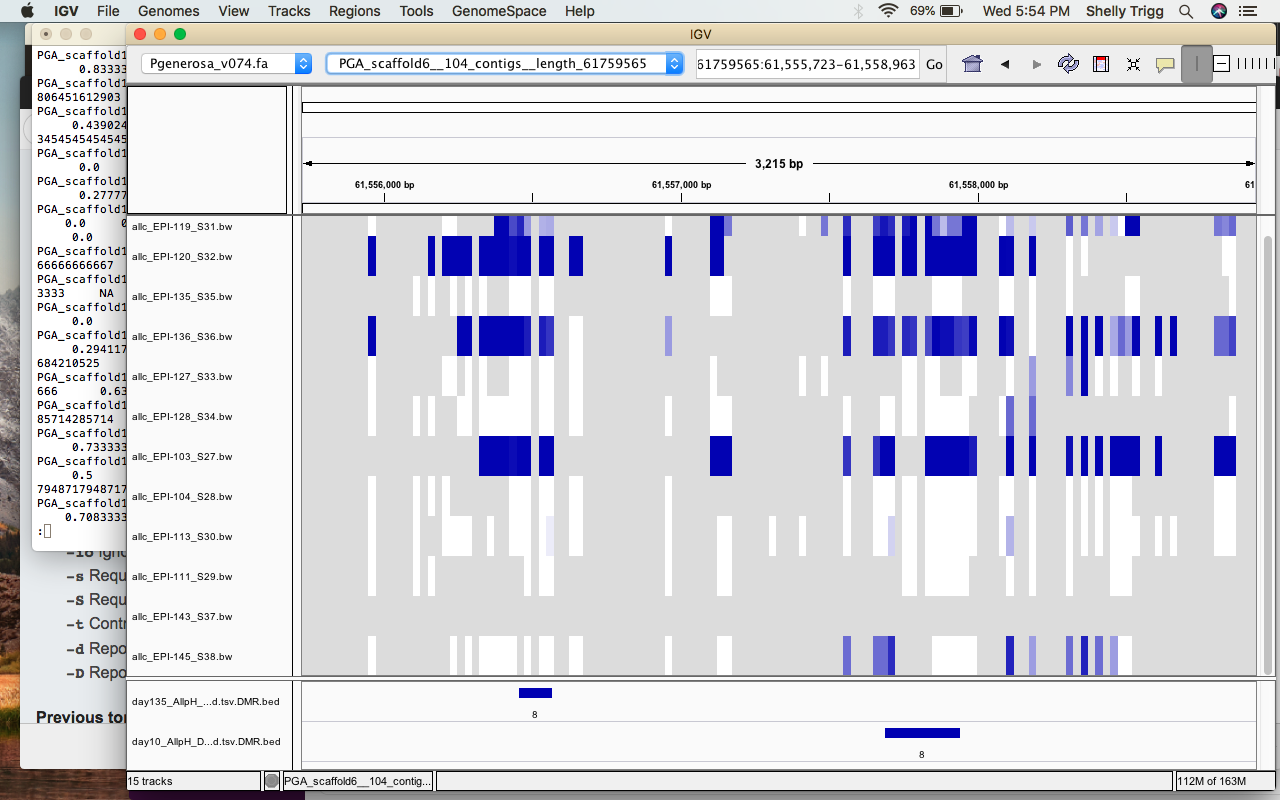 IGV File Genomes View Tracks Regions Tools GenomeSpace Help 69% Wed 5:54 PM Shelly Trigg
IGV
Pgenerosa_v074.fa PGA_scaffold6__104_contigs__length_61759565 61759565:61,555,723-61,558,963 Go
PGA_scaffold1
0.83333
806451612903
PGA_scaffold1
0.439024
3454545454545
PGA_scaffold1
0.0
PGA_scaffold1
0.27777
PGA_scaffold1
0.0 0
0.0
PGA_scaffold1
66666666667
PGA_scaffold1
3333 NA
PGA_scaffold1
0.0
PGA_scaffold1
0.294117
684210525
PGA_scaffold1
666 0.63
PGA_scaffold1
85714285714
PGA_scaffold1
0.733333
PGA_scaffold1
0.5
7948717948717
PGA_scaffold1
0.7083333
:
-s Requ
-S Requ
-t Contr
-d Repo
-D Repo
Previous tor
3,215 bp
61,556,000 bp 61,557,000 bp 61,558,000 bp 61
allc_EPI-119_S31.bw
allc_EPI-120_S32.bw
allc_EPI-135_S35.bw
allc_EPI-136_S36.bw
allc_EPI-127_S33.bw
allc_EPI-128_S34.bw
allc_EPI-103_S27.bw
allc_EPI-104_S28.bw
allc_EPI-113_S30.bw
allc_EPI-111_S29.bw
allc_EPI-143_S37.bw
allc_EPI-145_S38.bw
day135_AllpH_...d.tsv.DMR.bed
8
day10_AllpH_D...d.tsv.DMR.bed
8
15 tracks PGA_scaffold6__104_contig... 112M of 163M